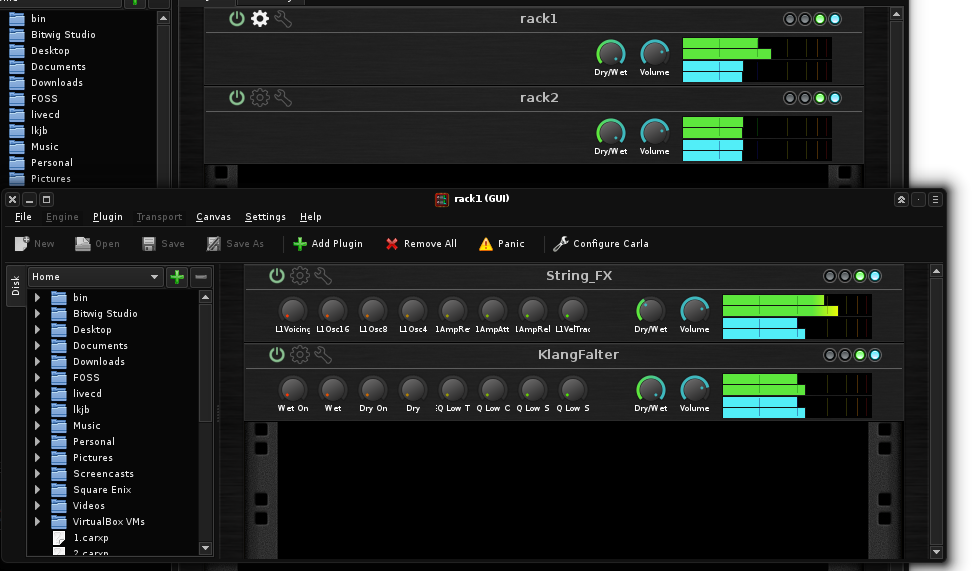 rack1
bin
Bitwig Studio
Desktop
Documents
Downloads
FOSS
livecd
lkjb
Music
Personal
Pictures
Dry/Wet Volume
rack2
Dry/Wet Volume
rack1 (GUI)
File Engine Plugin Transport Canvas Settings Help
New Open Save Save As Add Plugin Remove All Panic Configure Carla
Disk
Home
bin
Bitwig Studio
Desktop
Documents
Downloads
FOSS
livecd
lkjb
Music
Personal
Pictures
Screencasts
Square Enix
Videos
VirtualBox VMs
1.carxp
2.carxp
String_FX
L1Voicing L1Osc16 L1Osc8 L1Osc4 1AmpRe 1AmpAtt 1AmpRel L1VelTrac Dry/Wet Volume
KlangFalter
Wet On Wet Dry On Dry EQ Low T Q Low C Q Low S Q Low S Dry/Wet Volume